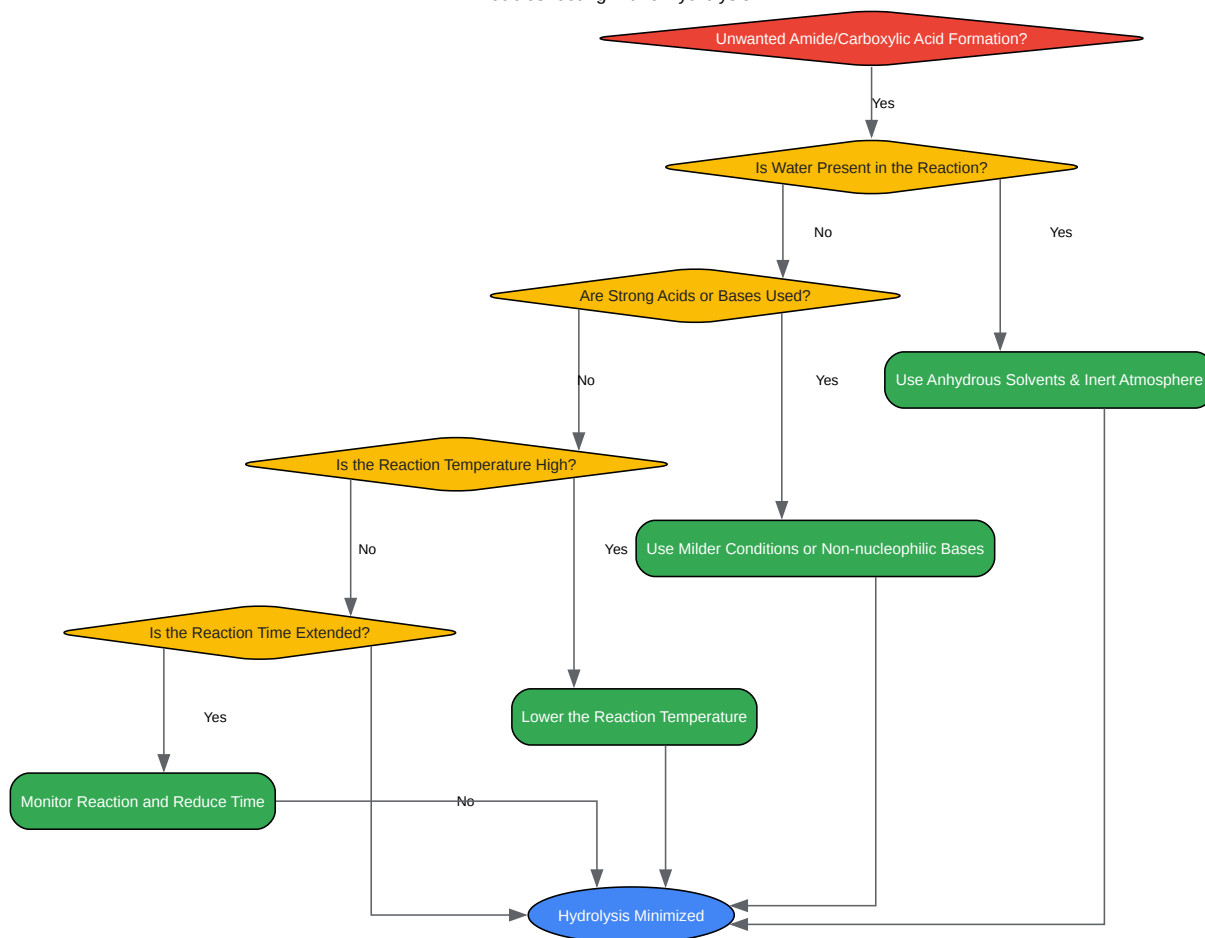 Unwanted Amide/Carboxylic Acid Formation?
Yes
Is Water Present in the Reaction?
No
Yes
Are Strong Acids or Bases Used?
No
Yes
Use Anhydrous Solvents & Inert Atmosphere
Is the Reaction Temperature High?
No
Yes
Use Milder Conditions or Non-nucleophilic Bases
Is the Reaction Time Extended?
Yes
Lower the Reaction Temperature
Monitor Reaction and Reduce Time
No
Hydrolysis Minimized